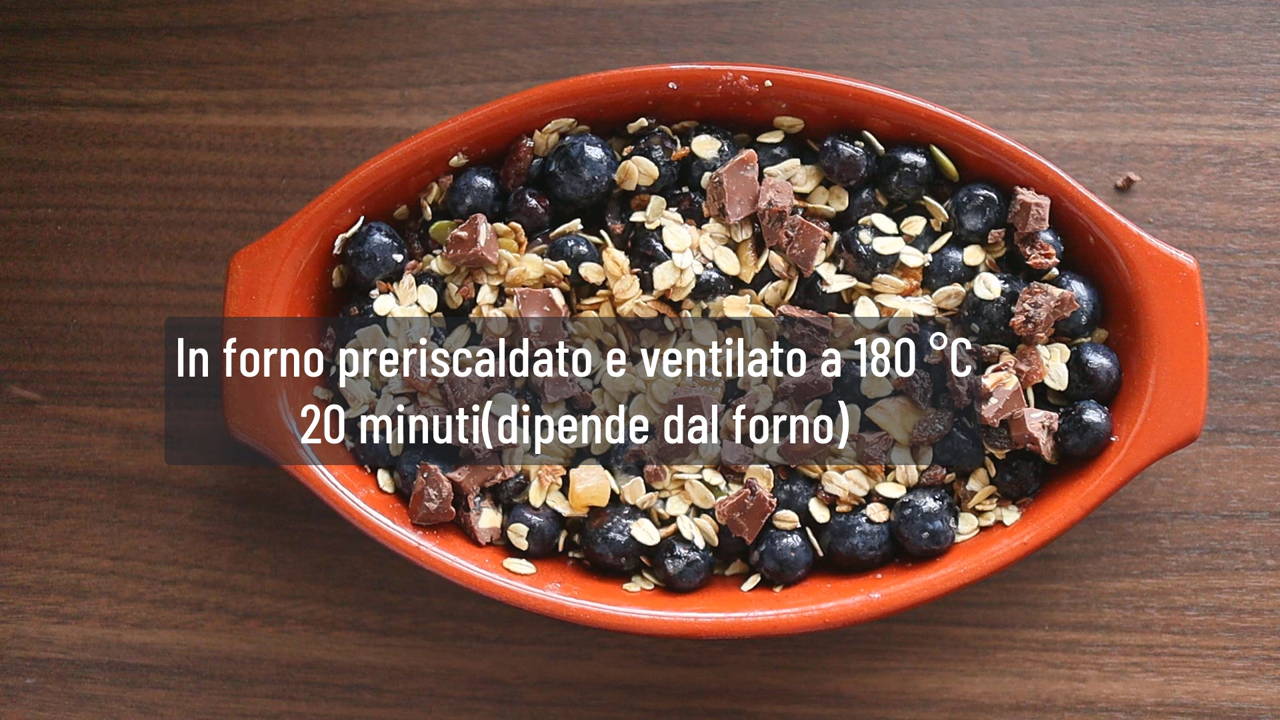 In forno preriscaldato e ventilato a 180 °C
20 minuti(dipende dal forno)